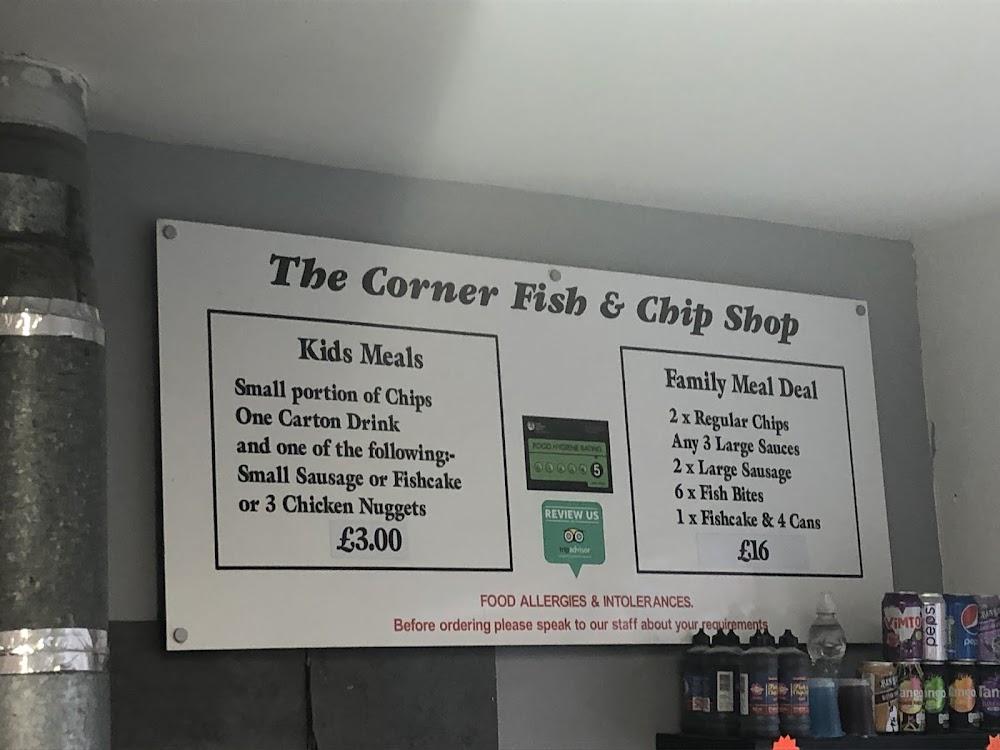 The Corner Fish & Chip Shop
Kids Meals
Small portion of Chips
One Carton Drink
and one of the following:-
Small Sausage or Fishcake
or 3 Chicken Nuggets
£3.00
FOOD HYGIENE RATING
5
REVIEW US
tripadvisor
Family Meal Deal
2 x Regular Chips
Any 3 Large Sauces
2 x Large Sausage
6 x Fish Bites
1 x Fishcake & 4 Cans
£16
FOOD ALLERGIES & INTOLERANCES.
Before ordering please speak to our staff about your requirements
VIMTO
pepsi